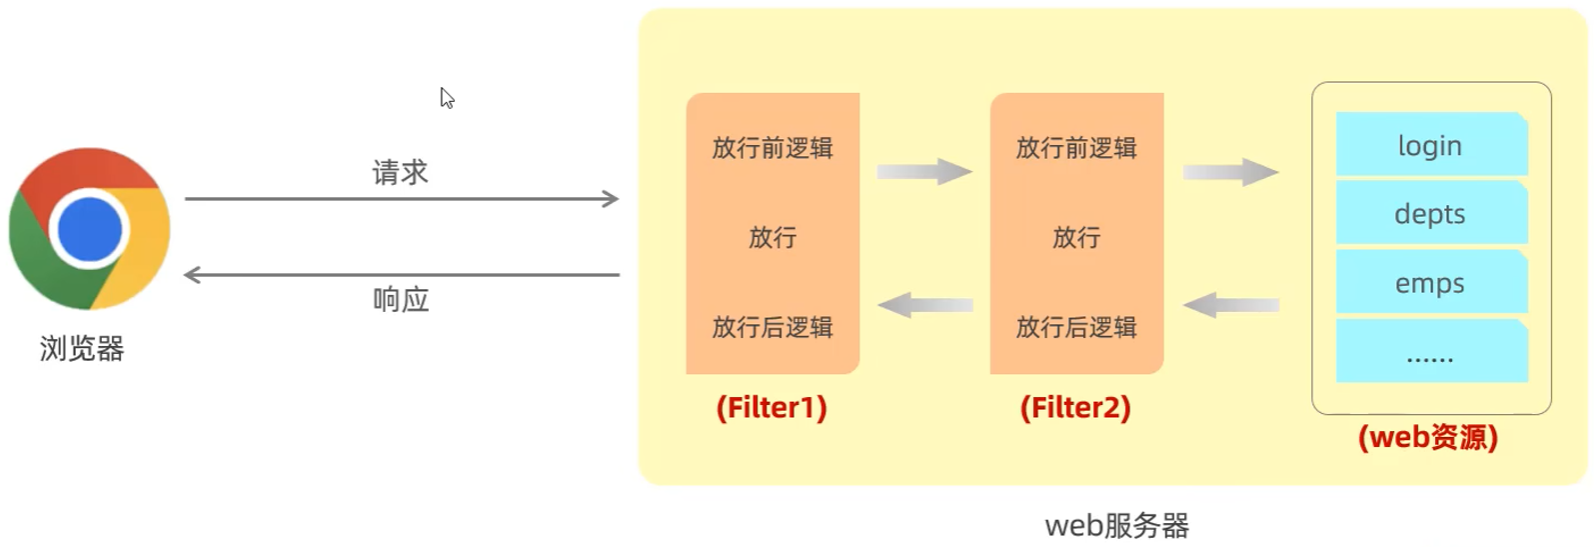 请求
响应
浏览器
放行前逻辑
放行
放行后逻辑
(Filter1)
放行前逻辑
放行
放行后逻辑
(Filter2)
login
depts
emps
......
(web资源)
web服务器